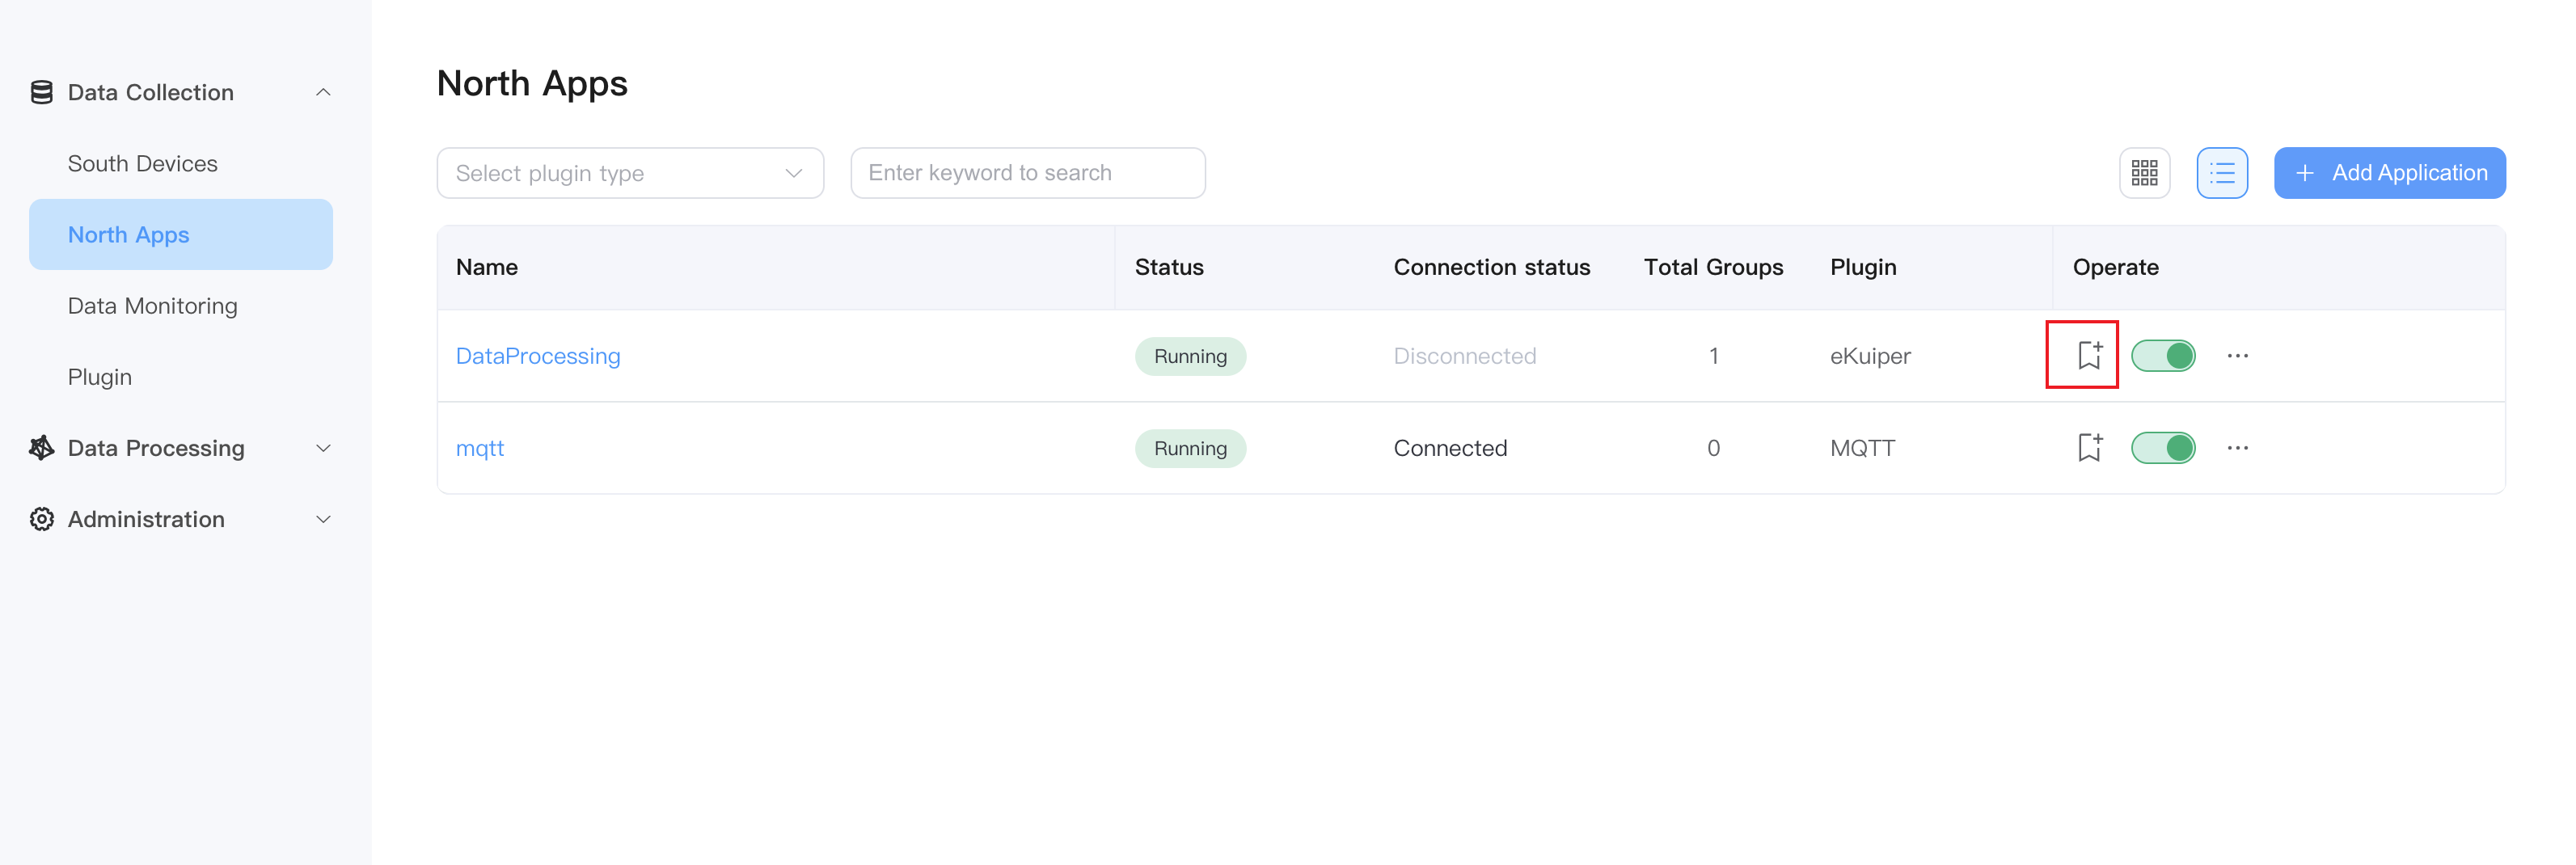 Data Collection
South Devices
North Apps
Data Monitoring
Plugin
Data Processing
Administration
North Apps
Select plugin type
Enter keyword to search
+ Add Application
Name Status Connection status Total Groups Plugin Operate
DataProcessing Running Disconnected 1 eKuiper
mqtt Running Connected 0 MQTT